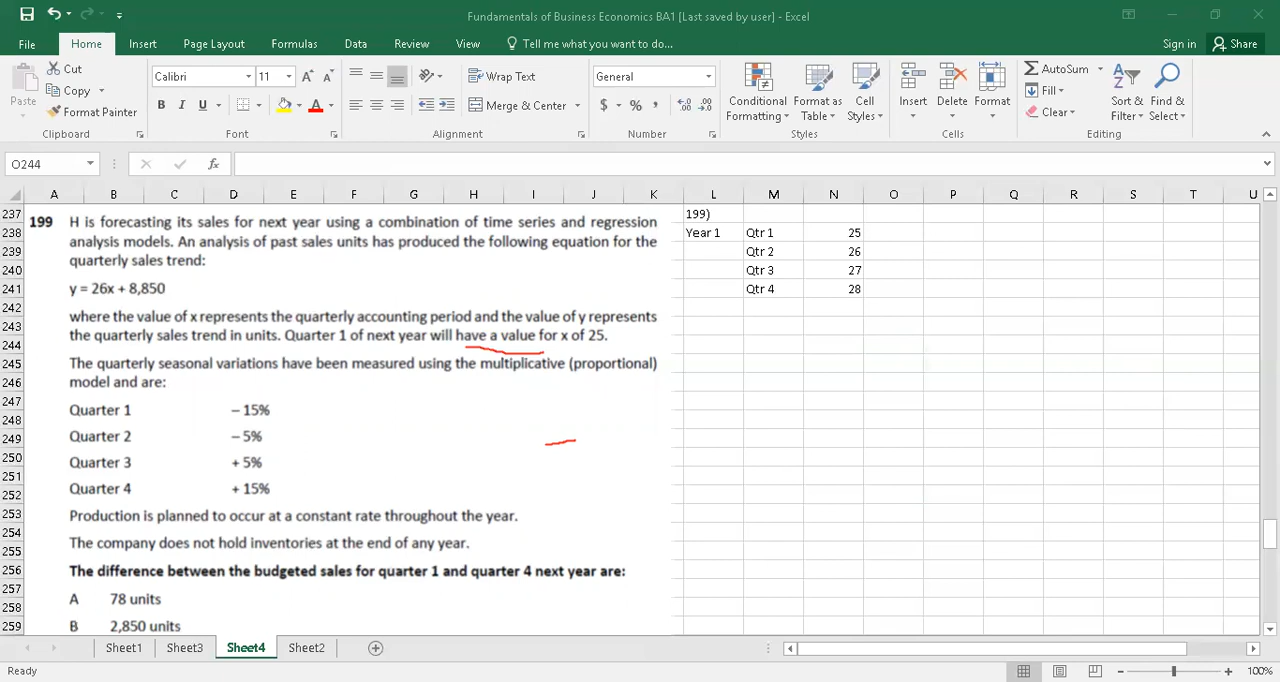 Fundamentals of Business Economics BA1 [Last saved by user] - Excel
File Home Insert Page Layout Formulas Data Review View Tell me what you want to do... Sign in Share
Paste Cut Copy Format Painter Clipboard
Calibri 11 A A B I U A Font
Wrap Text Merge & Center Alignment
General $ % , Number
Conditional Formatting Format as Table Cell Styles Styles
Insert Delete Format Cells
AutoSum Fill Clear Sort & Filter Find & Select Editing
O244 fx
A B C D E F G H I J K L M N O P Q R S T U
237
238
239
240
241
242
243
244
245
246
247
248
249
250
251
252
253
254
255
256
257
258
259
199 H is forecasting its sales for next year using a combination of time series and regression
analysis models. An analysis of past sales units has produced the following equation for the
quarterly sales trend:
y = 26x + 8,850
where the value of x represents the quarterly accounting period and the value of y represents
the quarterly sales trend in units. Quarter 1 of next year will have a value for x of 25.
The quarterly seasonal variations have been measured using the multiplicative (proportional)
model and are:
Quarter 1 – 15%
Quarter 2 – 5%
Quarter 3 + 5%
Quarter 4 + 15%
Production is planned to occur at a constant rate throughout the year.
The company does not hold inventories at the end of any year.
The difference between the budgeted sales for quarter 1 and quarter 4 next year are:
A 78 units
B 2,850 units
199)
Year 1 Qtr 1 25
Qtr 2 26
Qtr 3 27
Qtr 4 28
Sheet1 Sheet3 Sheet4 Sheet2
Ready 100%